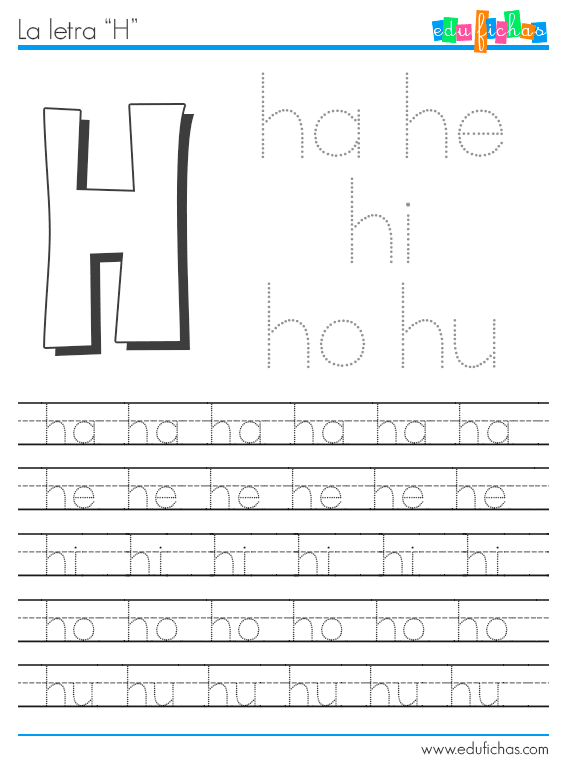 La letra “H”
edufichas
H
ha he
hi
ho hu
ha ha ha ha ha ha
he he he he he he
hi hi hi hi hi hi
ho ho ho ho ho ho
hu hu hu hu hu hu
www.edufichas.com